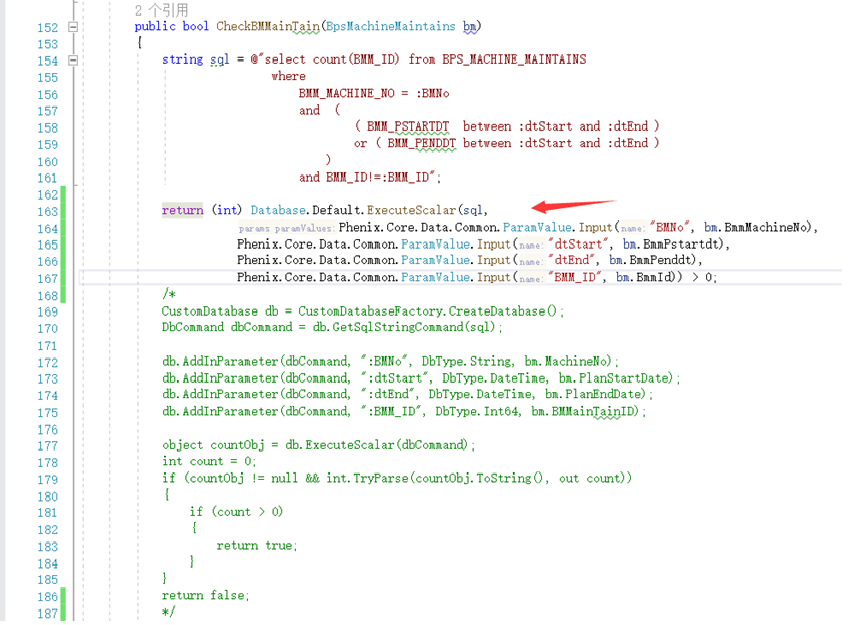 2 个引用
152 public bool CheckBMMainTain(BpsMachineMaintains bm)
153 {
154 string sql = @"select count(BMM_ID) from BPS_MACHINE_MAINTAINS
155 where
156 BMM_MACHINE_NO = :BMNo
157 and (
158 ( BMM_PSTARTDT between :dtStart and :dtEnd )
159 or ( BMM_PENDDT between :dtStart and :dtEnd )
160 )
161 and BMM_ID!=:BMM_ID";
162
163 return (int) Database.Default.ExecuteScalar(sql,
164 params paramValues: Phenix.Core.Data.Common.ParamValue.Input(name: "BMNo", bm.BmmMachineNo),
165 Phenix.Core.Data.Common.ParamValue.Input(name: "dtStart", bm.BmmPstartdt),
166 Phenix.Core.Data.Common.ParamValue.Input(name: "dtEnd", bm.BmmPenddt),
167 Phenix.Core.Data.Common.ParamValue.Input(name: "BMM_ID", bm.BmmId)) > 0;
168 /*
169 CustomDatabase db = CustomDatabaseFactory.CreateDatabase();
170 DbCommand dbCommand = db.GetSqlStringCommand(sql);
171
172 db.AddInParameter(dbCommand, ":BMNo", DbType.String, bm.MachineNo);
173 db.AddInParameter(dbCommand, ":dtStart", DbType.DateTime, bm.PlanStartDate);
174 db.AddInParameter(dbCommand, ":dtEnd", DbType.DateTime, bm.PlanEndDate);
175 db.AddInParameter(dbCommand, ":BMM_ID", DbType.Int64, bm.BMMainTainID);
176
177 object countObj = db.ExecuteScalar(dbCommand);
178 int count = 0;
179 if (countObj != null && int.TryParse(countObj.ToString(), out count))
180 {
181 if (count > 0)
182 {
183 return true;
184 }
185 }
186 return false;
187 */